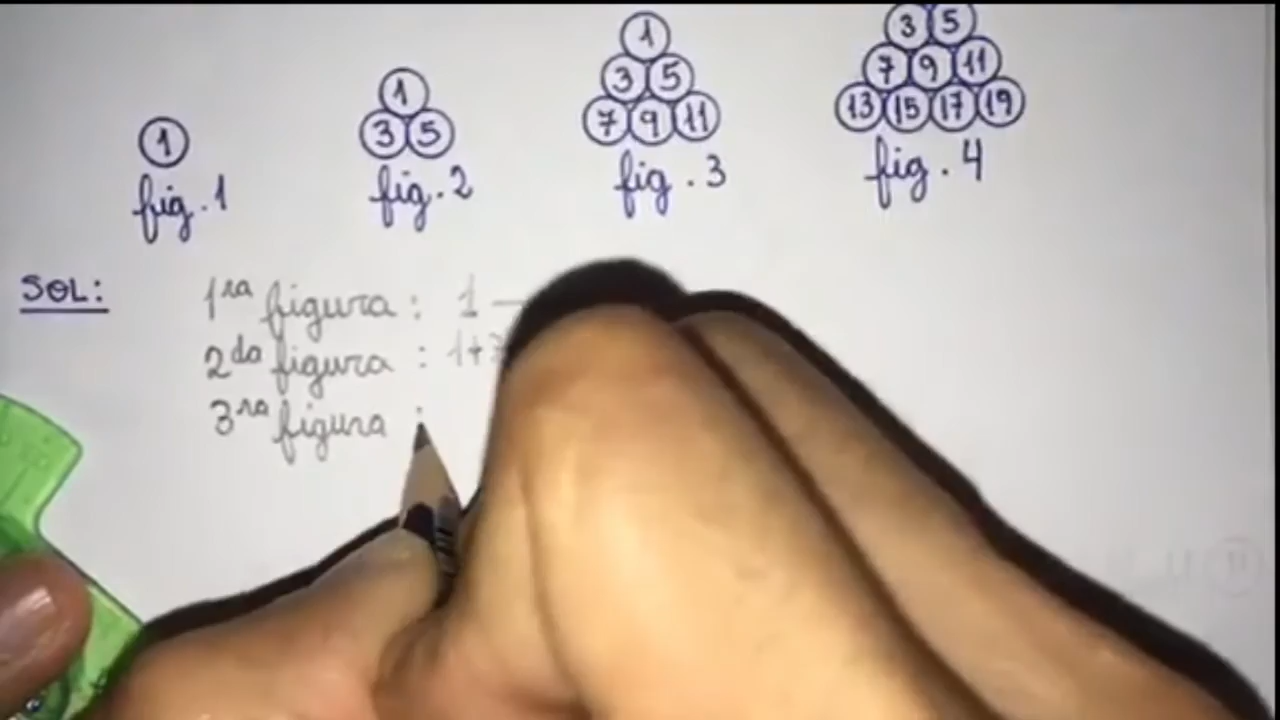 1
1
3 5
1
3 5
7 9 11
3 5
7 9 11
13 15 17 19
fig. 1
fig. 2
fig. 3
fig. 4
SOL:
1ra figura : 1 —
2da figura : 1+3
3ra figura :